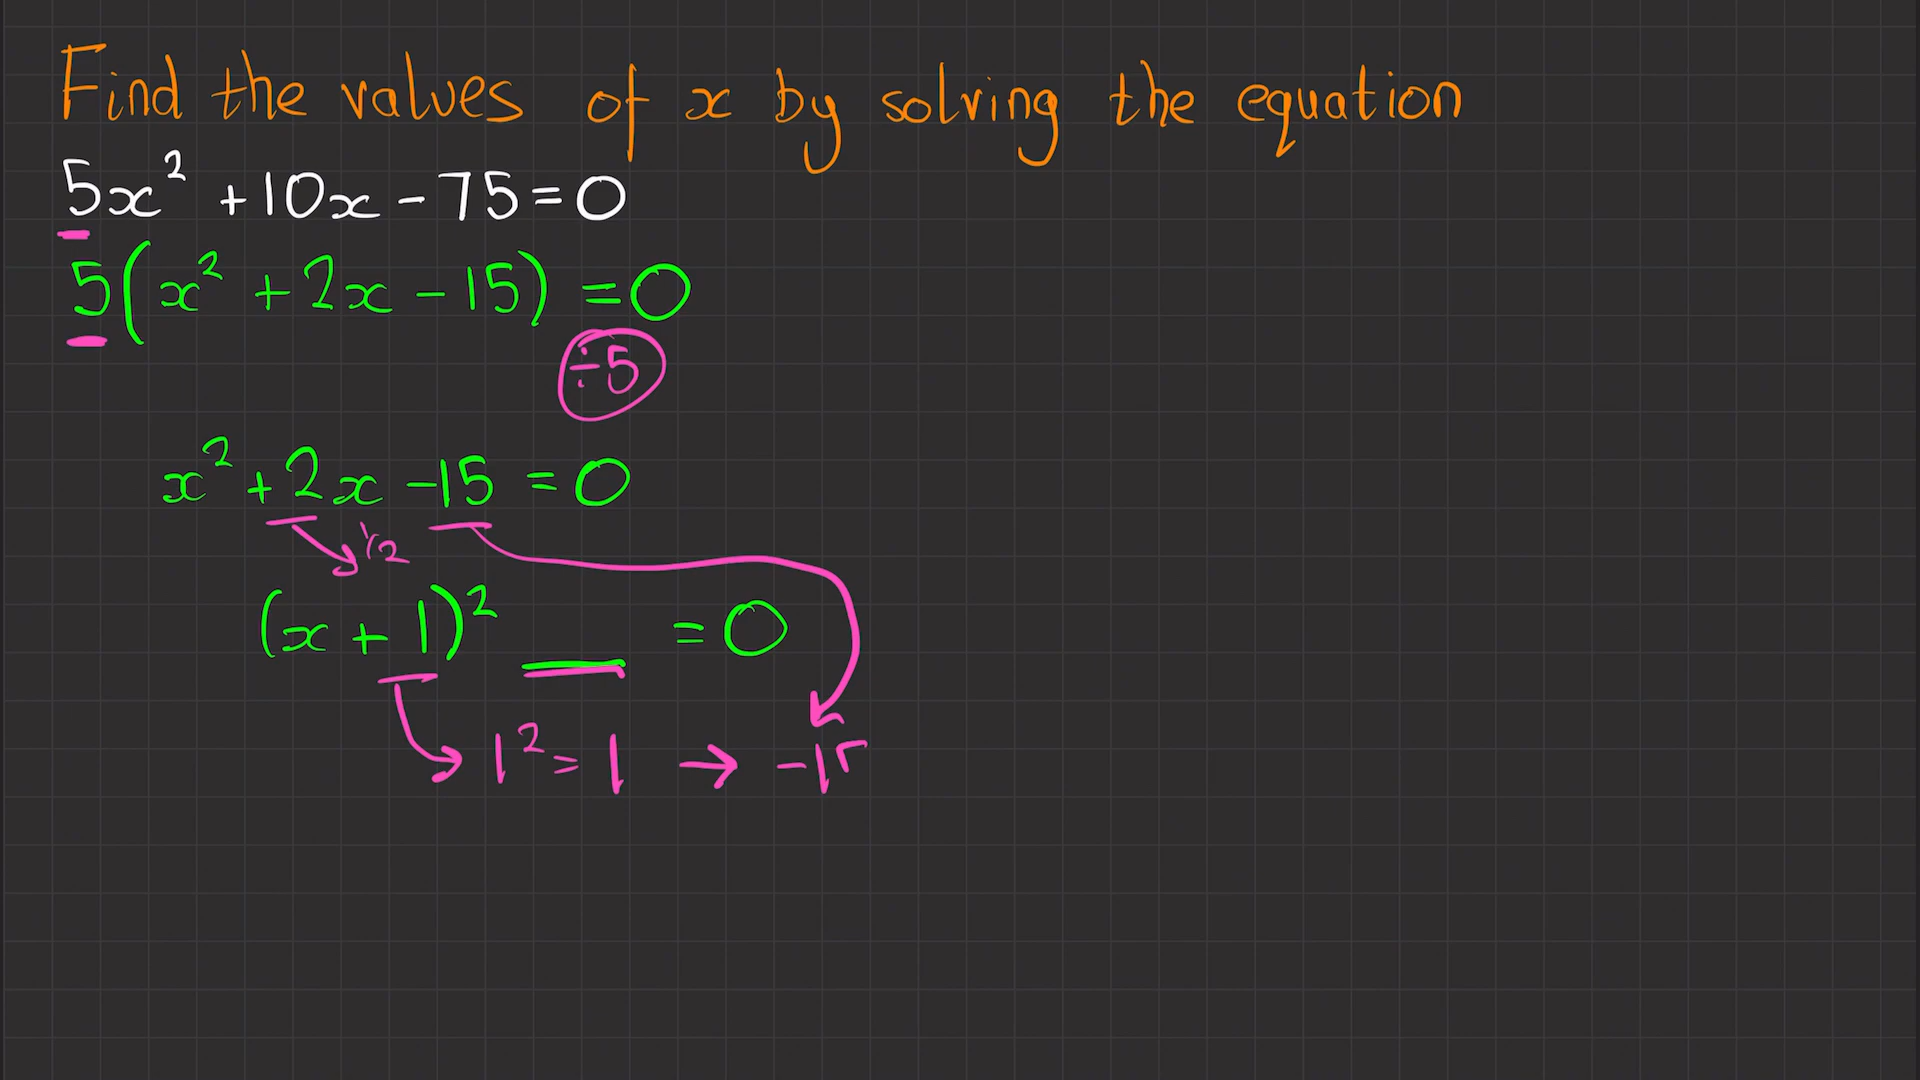 Find the values of x by solving the equation
5x² +10x - 75 = 0
5(x² + 2x - 15) = 0
÷5
x² + 2x - 15 = 0
1/2
(x + 1)² = 0
1² = 1 → -1